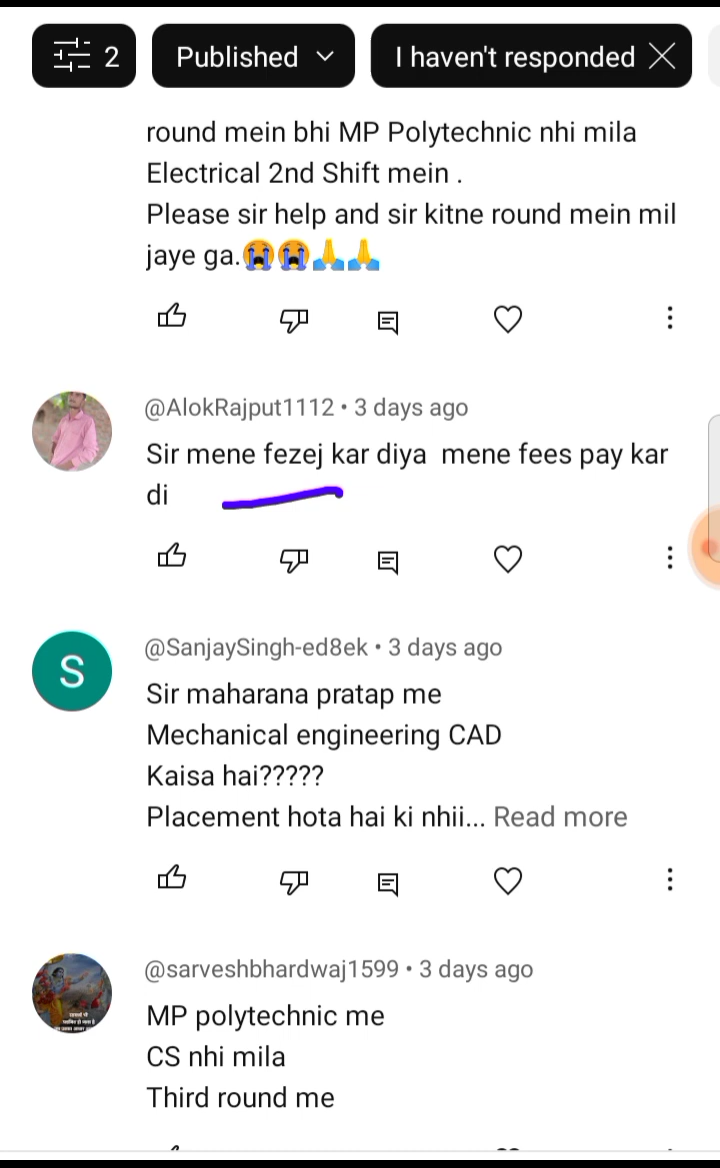 2
Published
I haven't responded
round mein bhi MP Polytechnic nhi mila
Electrical 2nd Shift mein .
Please sir help and sir kitne round mein mil
jaye ga.😭😭🙏🙏
@AlokRajput1112 • 3 days ago
Sir mene fezej kar diya mene fees pay kar
di
S
@SanjaySingh-ed8ek • 3 days ago
Sir maharana pratap me
Mechanical engineering CAD
Kaisa hai?????
Placement hota hai ki nhii... Read more
@sarveshbhardwaj1599 • 3 days ago
MP polytechnic me
CS nhi mila
Third round me